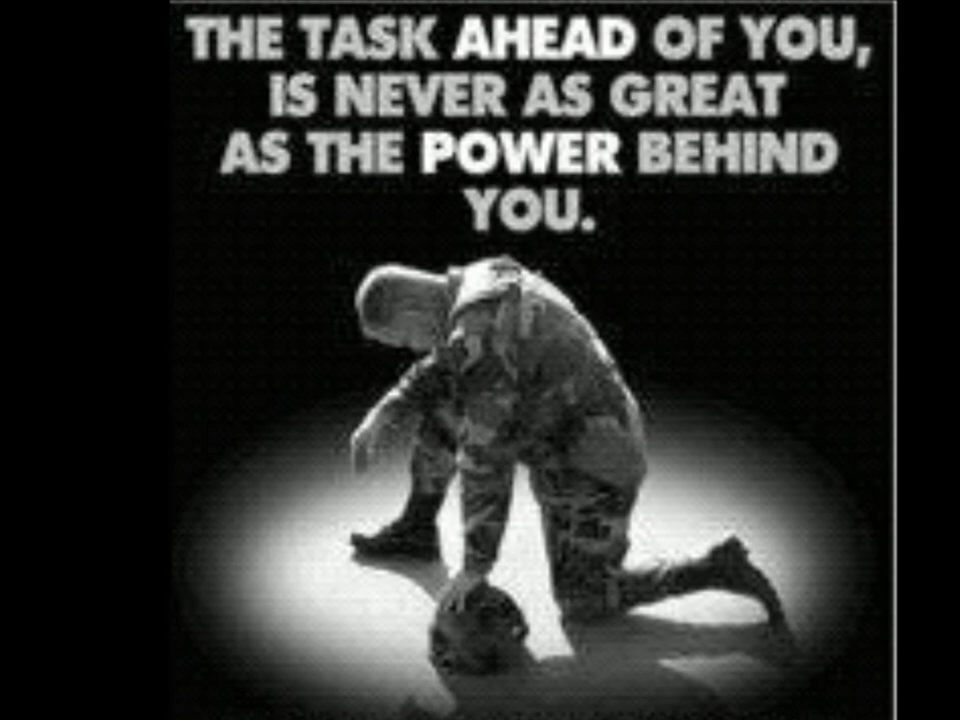 THE TASK AHEAD OF YOU,
IS NEVER AS GREAT
AS THE POWER BEHIND
YOU.